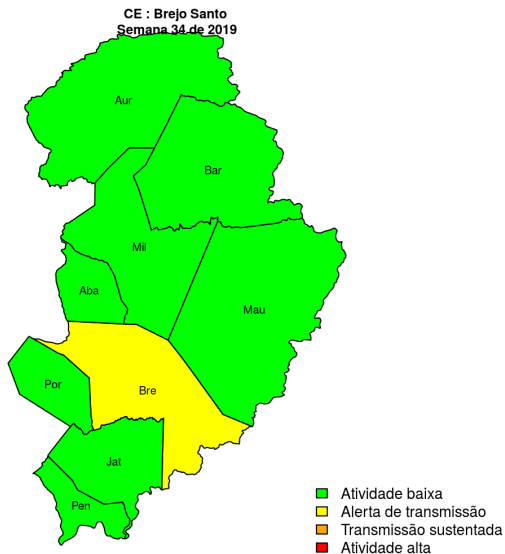 CE : Brejo Santo
Semana 34 de 2019
Aur
Bar
Mil
Aba
Mau
Por
Bre
Jat
Pen
Atividade baixa
Alerta de transmissão
Transmissão sustentada
Atividade alta